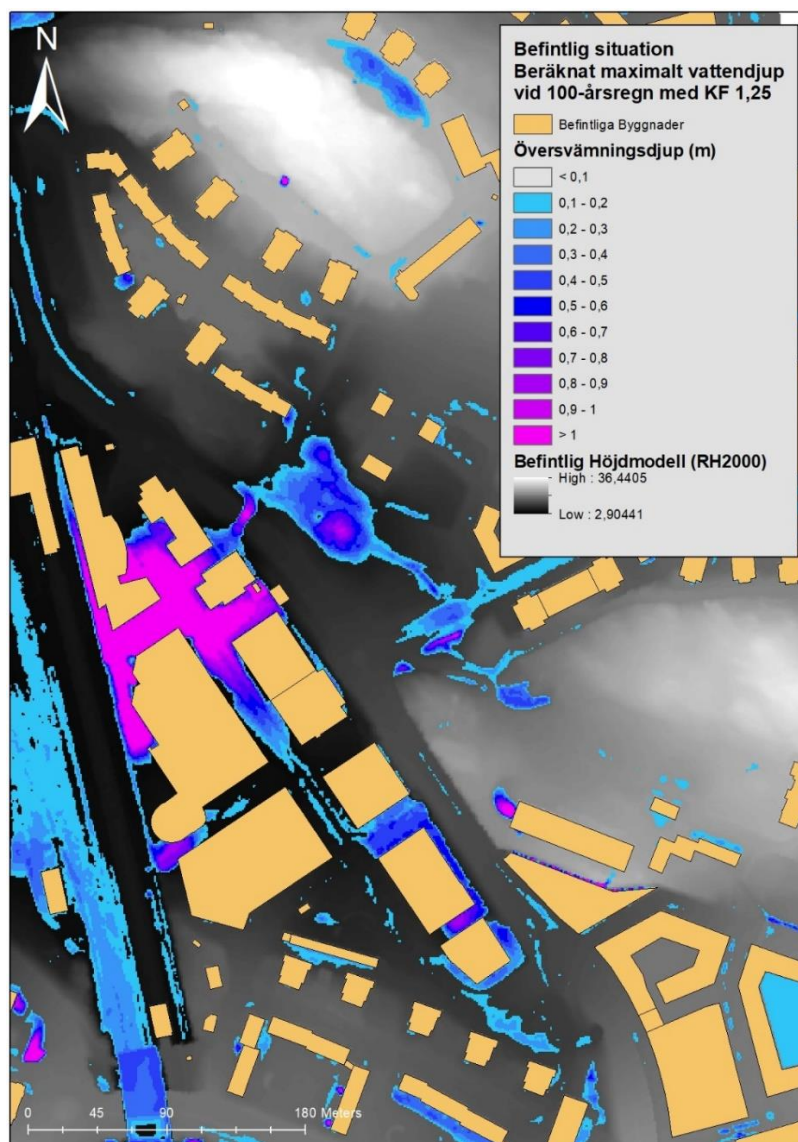 N
Befintlig situation
Beräknat maximalt vattendjup
vid 100-årsregn med KF 1,25
Befintliga Byggnader
Översvämningsdjup (m)
< 0,1
0,1 - 0,2
0,2 - 0,3
0,3 - 0,4
0,4 - 0,5
0,5 - 0,6
0,6 - 0,7
0,7 - 0,8
0,8 - 0,9
0,9 - 1
> 1
Befintlig Höjdmodell (RH2000)
High : 36,4405
Low : 2,90441
0 45 90 180 Meters